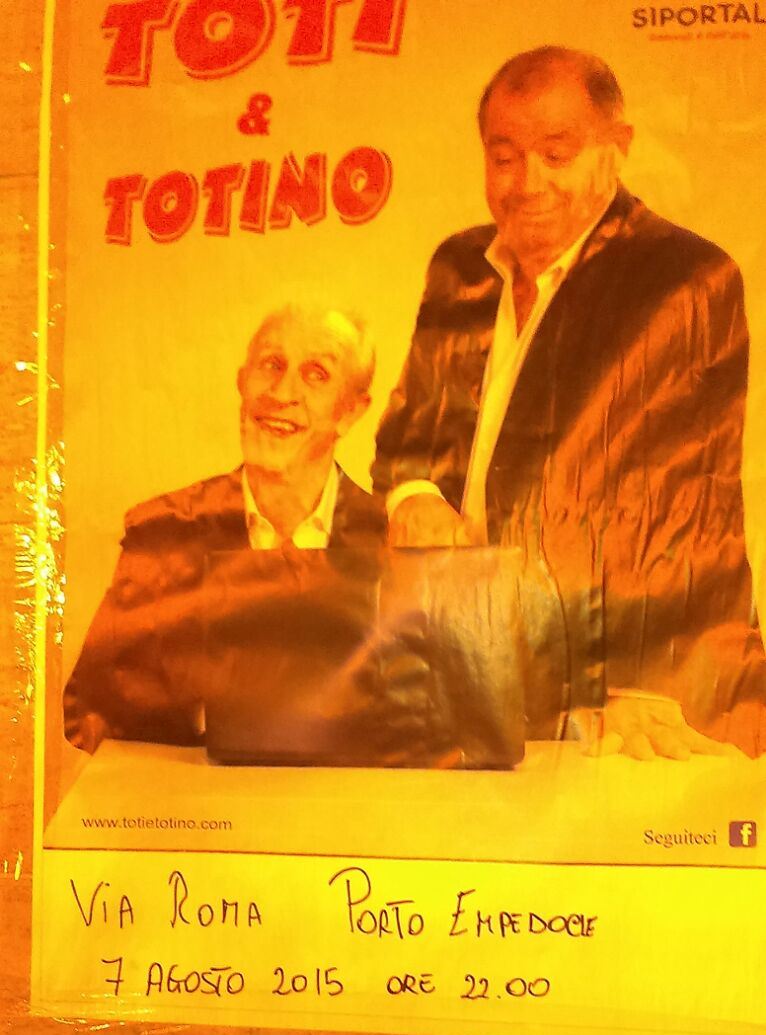 SIPORTAL
TOTI
&
TOTINO
www.totietotino.com
Seguiteci f
Via Roma Porto Empedocle
7 Agosto 2015 ore 22.00